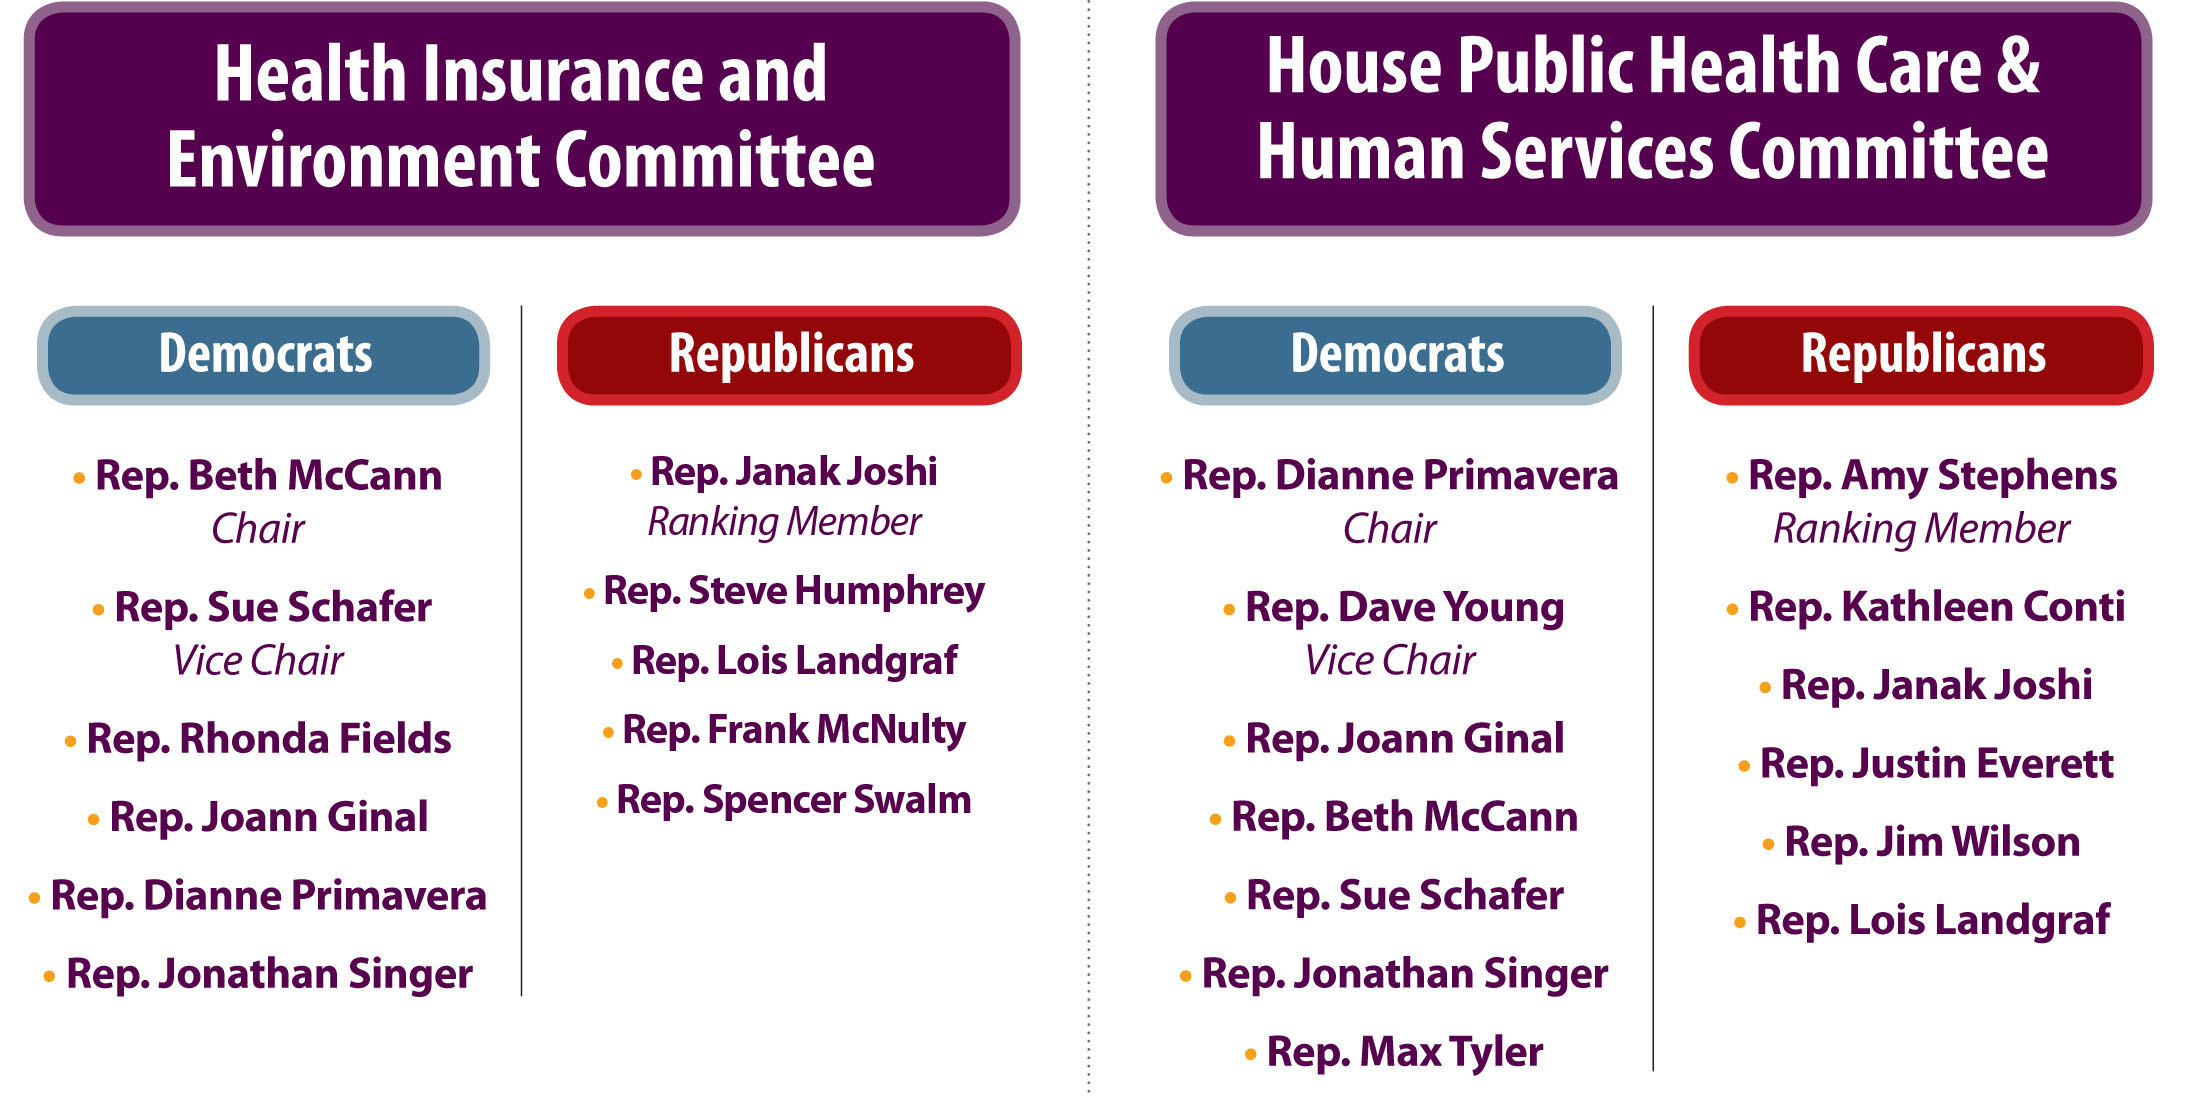 Health Insurance and
Environment Committee
Democrats
• Rep. Beth McCann
Chair
• Rep. Sue Schafer
Vice Chair
• Rep. Rhonda Fields
• Rep. Joann Ginal
• Rep. Dianne Primavera
• Rep. Jonathan Singer
Republicans
• Rep. Janak Joshi
Ranking Member
• Rep. Steve Humphrey
• Rep. Lois Landgraf
• Rep. Frank McNulty
• Rep. Spencer Swalm
House Public Health Care &
Human Services Committee
Democrats
• Rep. Dianne Primavera
Chair
• Rep. Dave Young
Vice Chair
• Rep. Joann Ginal
• Rep. Beth McCann
• Rep. Sue Schafer
• Rep. Jonathan Singer
• Rep. Max Tyler
Republicans
• Rep. Amy Stephens
Ranking Member
• Rep. Kathleen Conti
• Rep. Janak Joshi
• Rep. Justin Everett
• Rep. Jim Wilson
• Rep. Lois Landgraf